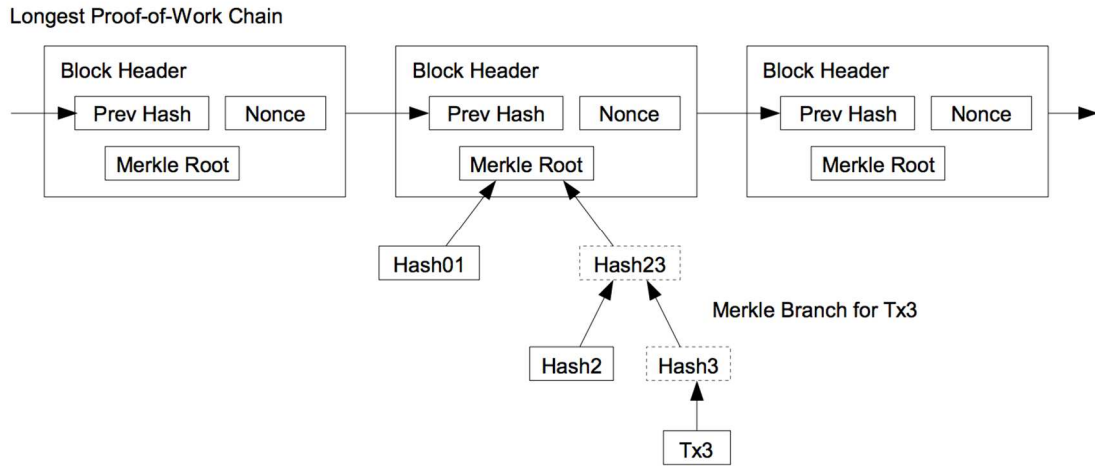 Longest Proof-of-Work Chain
Block Header
Prev Hash
Nonce
Merkle Root
Block Header
Prev Hash
Nonce
Merkle Root
Block Header
Prev Hash
Nonce
Merkle Root
Hash01
Hash23
Merkle Branch for Tx3
Hash2
Hash3
Tx3